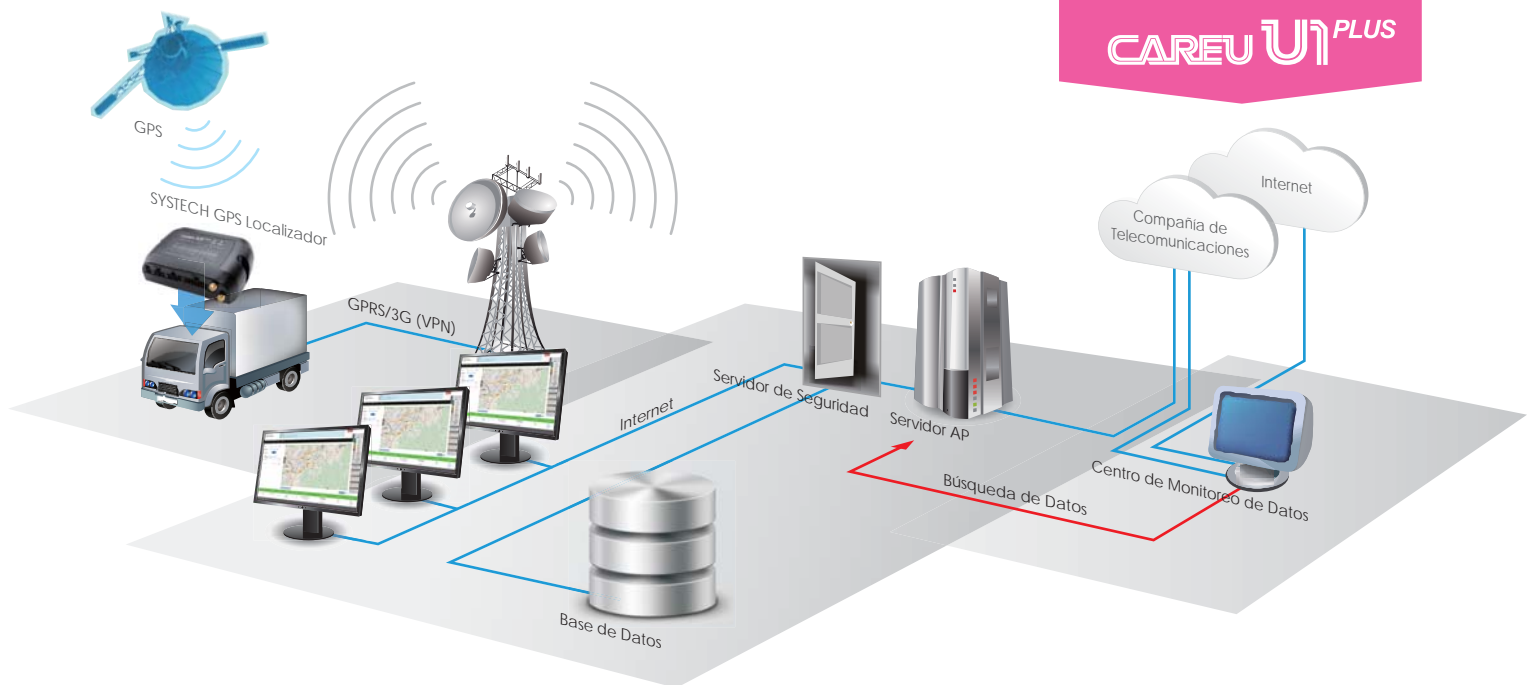 CAREU U1 PLUS
GPS
SYSTECH GPS Localizador
GPRS/3G (VPN)
Internet
Compañía de
Telecomunicaciones
Internet
Servidor de Seguridad
Servidor AP
Centro de Monitoreo de Datos
Búsqueda de Datos
Base de Datos